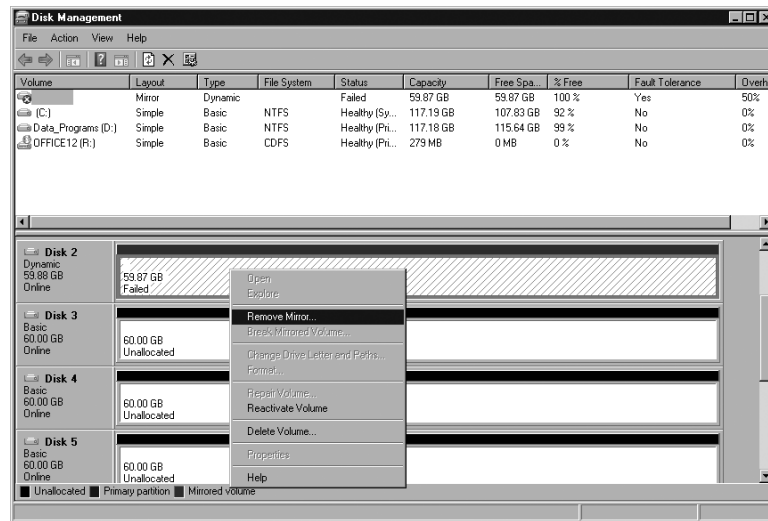 Disk Management
File Action View Help
Volume Layout Type File System Status Capacity Free Spa... % Free Fault Tolerance Overh
Mirror Dynamic Failed 59.87 GB 59.87 GB 100 % Yes 50%
(C:) Simple Basic NTFS Healthy (Sy... 117.19 GB 107.83 GB 92 % No 0%
Data_Programs (D:) Simple Basic NTFS Healthy (Pri... 117.18 GB 115.64 GB 99 % No 0%
OFFICE12 (R:) Simple Basic CDFS Healthy (Pri... 279 MB 0 MB 0 % No 0%
Disk 2
Dynamic
59.88 GB
Online
59.87 GB
Failed
Disk 3
Basic
60.00 GB
Online
60.00 GB
Unallocated
Disk 4
Basic
60.00 GB
Online
60.00 GB
Unallocated
Disk 5
Basic
60.00 GB
Online
60.00 GB
Unallocated
Open
Explore
Remove Mirror...
Break Mirrored Volume...
Change Drive Letter and Paths...
Format...
Repair Volume...
Reactivate Volume
Delete Volume...
Properties
Help
Unallocated Primary partition Mirrored volume